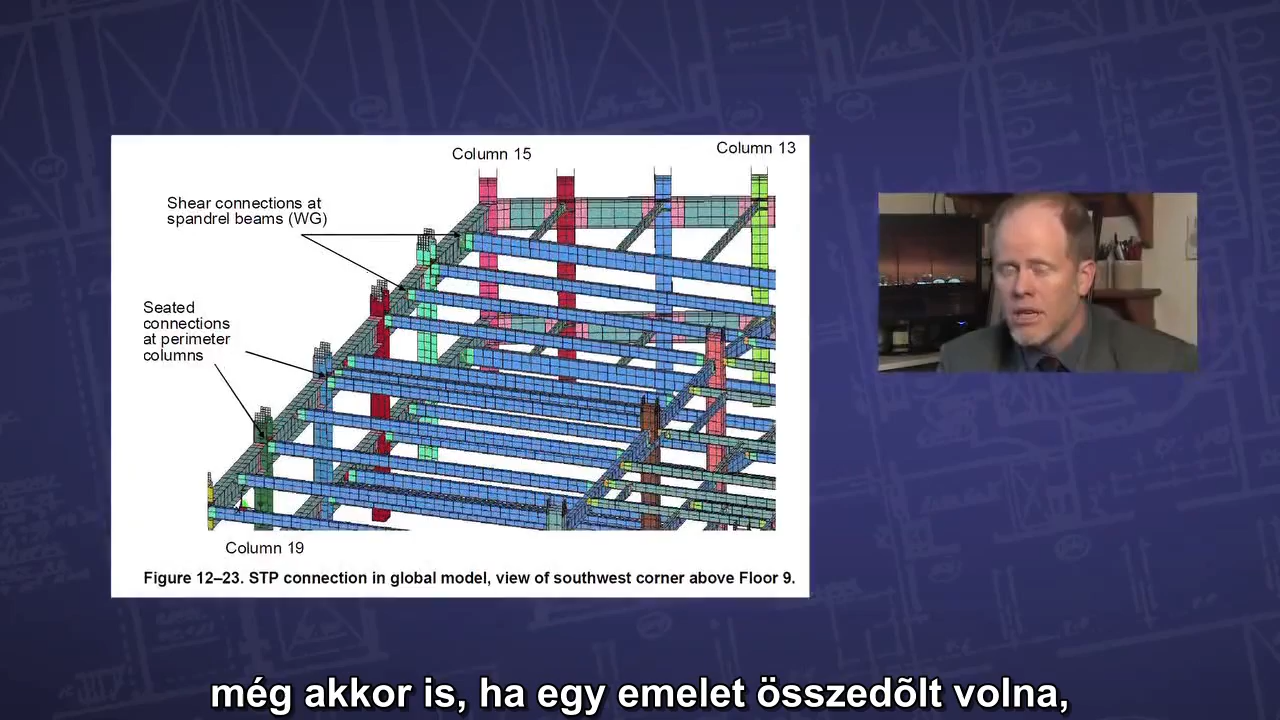 Column 15
Column 13
Shear connections at
spandrel beams (WG)
Seated
connections
at perimeter
columns
Column 19
Figure 12–23. STP connection in global model, view of southwest corner above Floor 9.
még akkor is, ha egy emelet összedõlt volna,